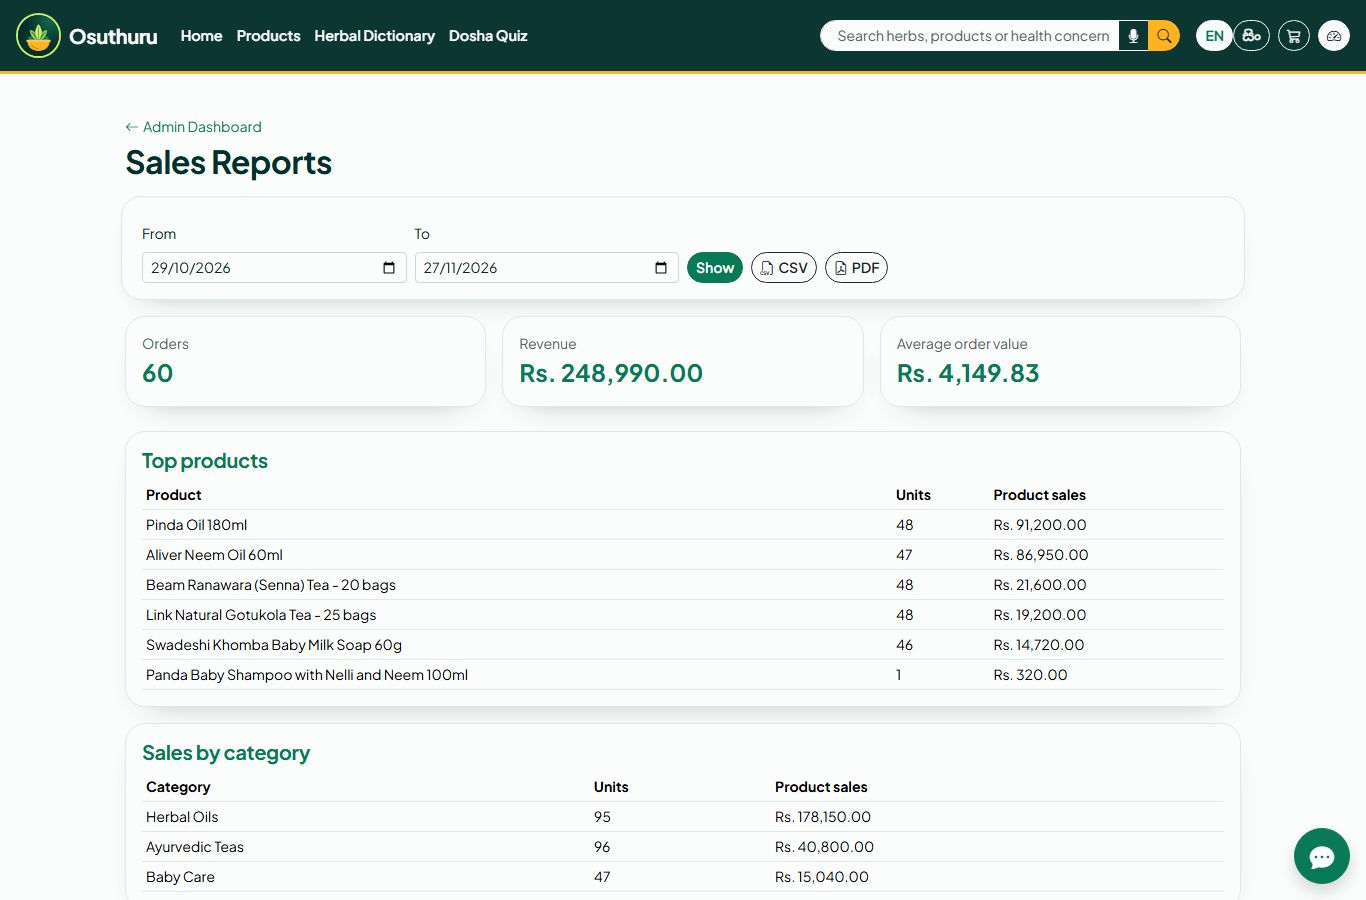 Osuthuru Home Products Herbal Dictionary Dosha Quiz Search herbs, products or health concern EN
← Admin Dashboard
Sales Reports
From To
29/10/2026 27/11/2026 Show CSV PDF
Orders Revenue Average order value
60 Rs. 248,990.00 Rs. 4,149.83
Top products
Product Units Product sales
Pinda Oil 180ml 48 Rs. 91,200.00
Aliver Neem Oil 60ml 47 Rs. 86,950.00
Beam Ranawara (Senna) Tea - 20 bags 48 Rs. 21,600.00
Link Natural Gotukola Tea - 25 bags 48 Rs. 19,200.00
Swadeshi Khomba Baby Milk Soap 60g 46 Rs. 14,720.00
Panda Baby Shampoo with Nelli and Neem 100ml 1 Rs. 320.00
Sales by category
Category Units Product sales
Herbal Oils 95 Rs. 178,150.00
Ayurvedic Teas 96 Rs. 40,800.00
Baby Care 47 Rs. 15,040.00